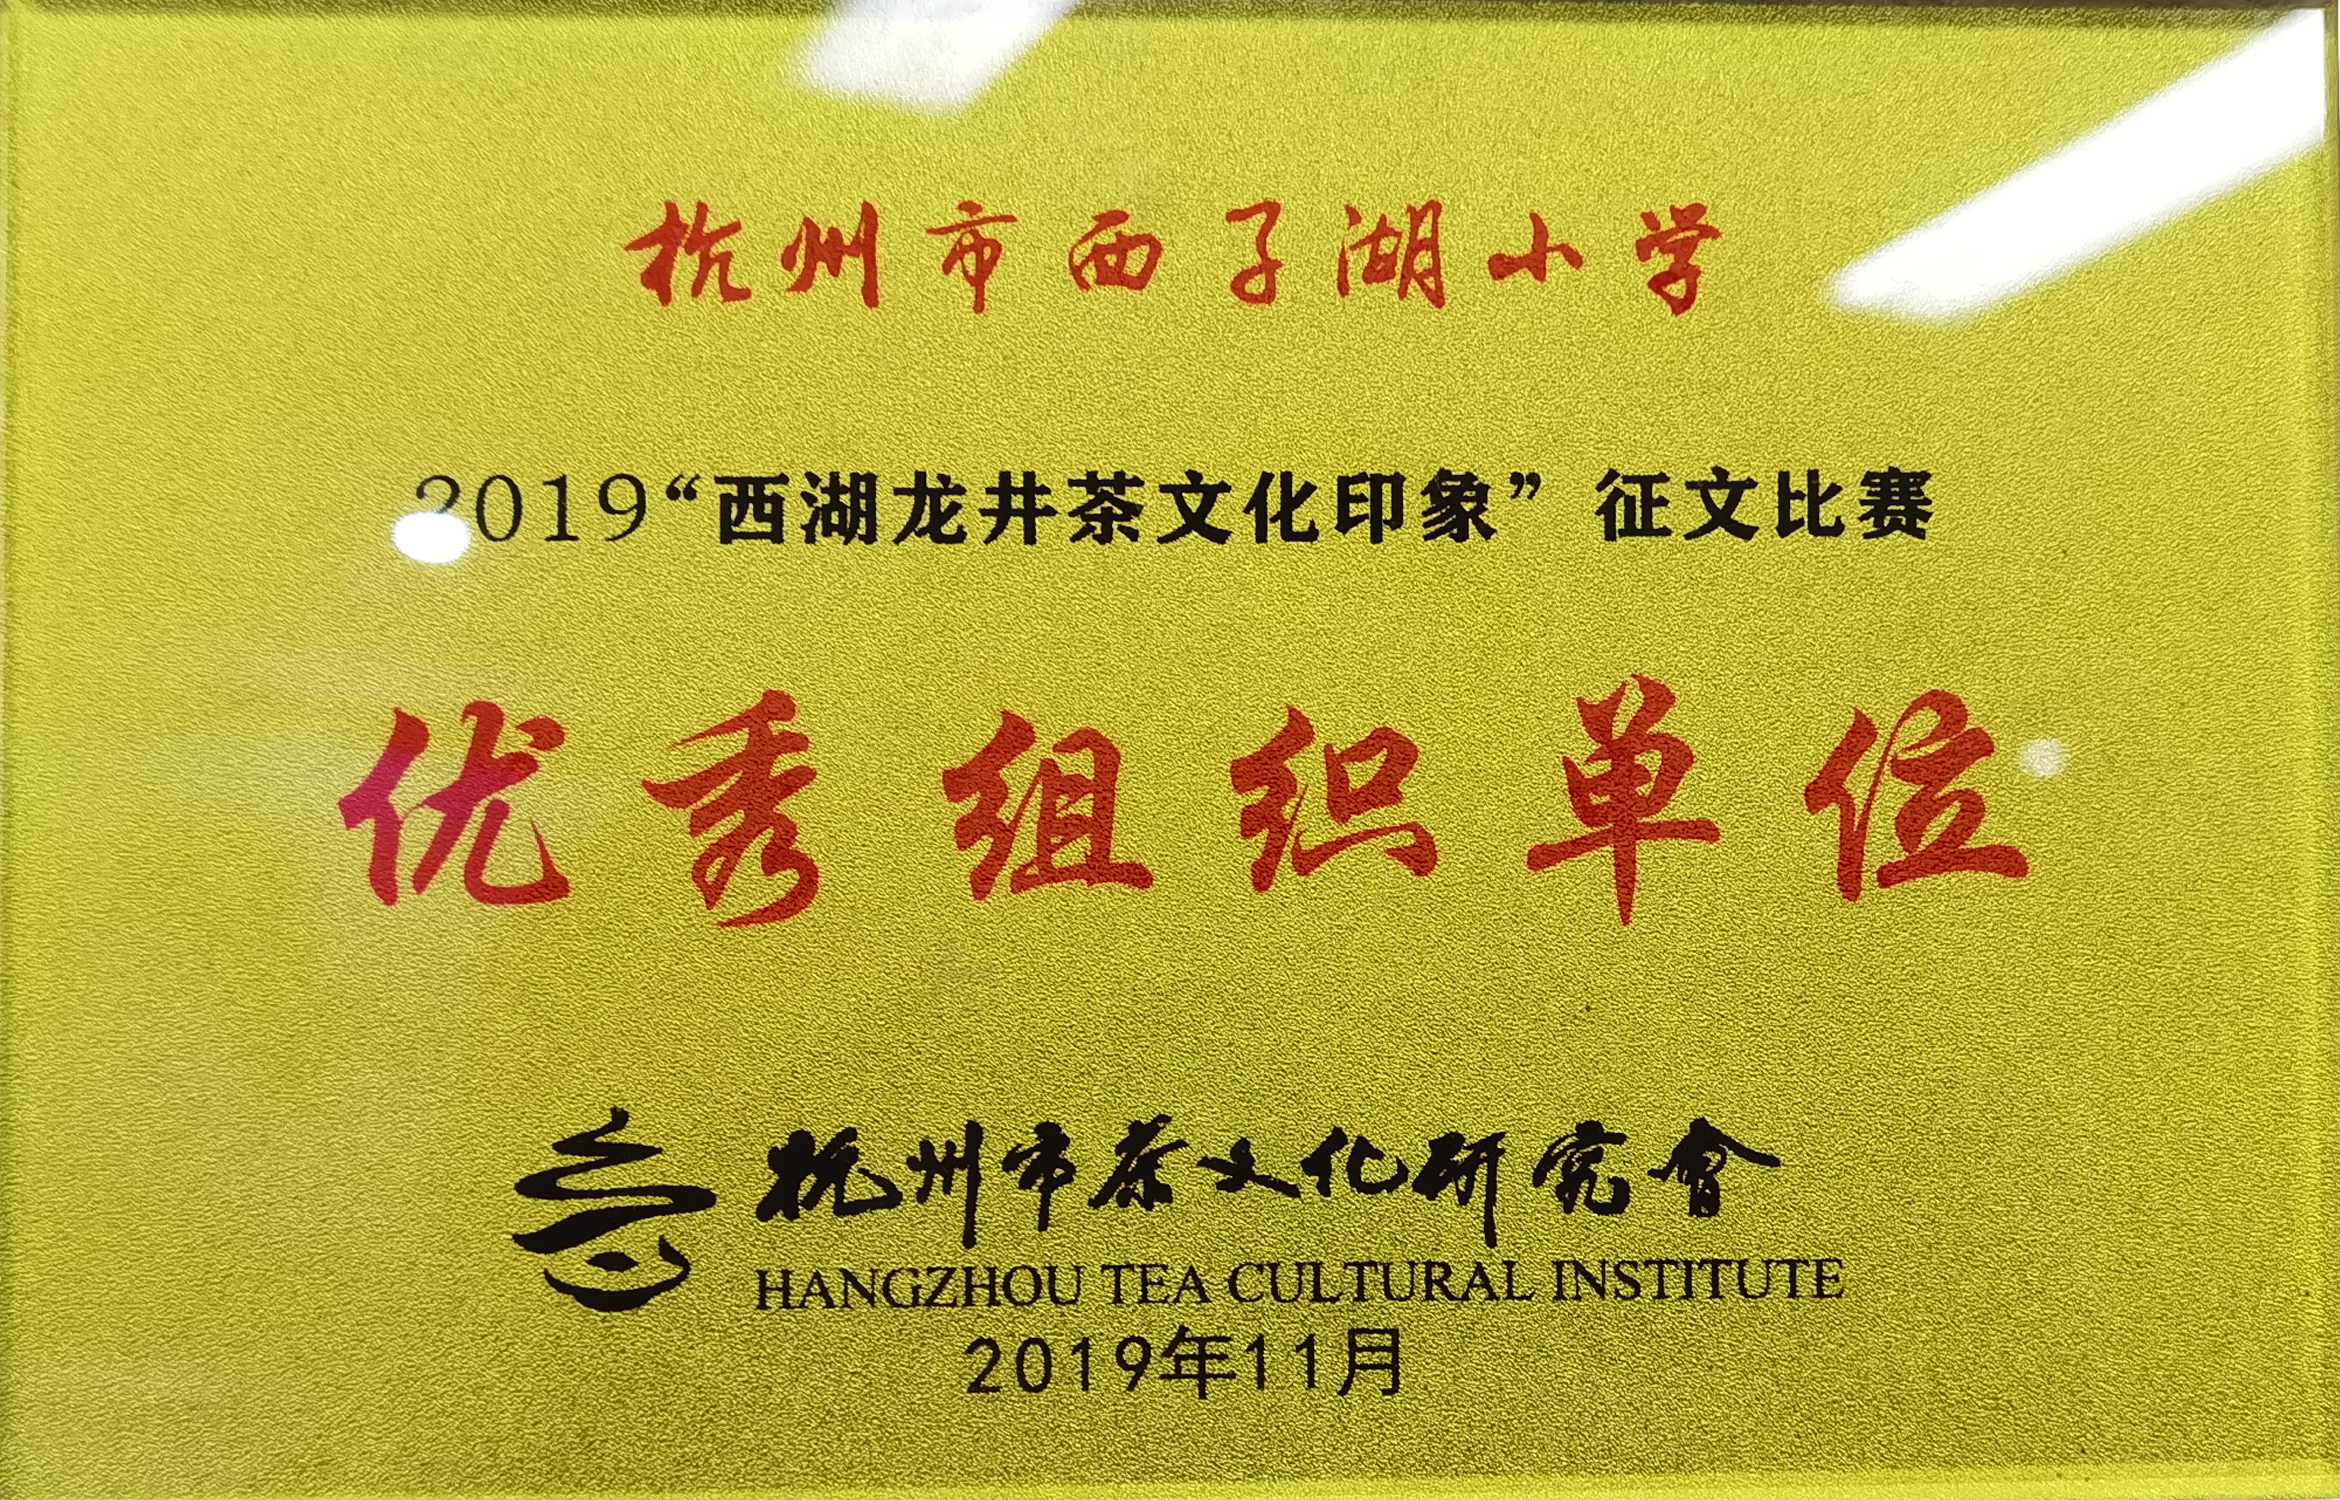 杭州市西子湖小学
2019“西湖龙井茶文化印象”征文比赛
优秀组织单位
杭州市茶文化研究會
HANGZHOU TEA CULTURAL INSTITUTE
2019年11月